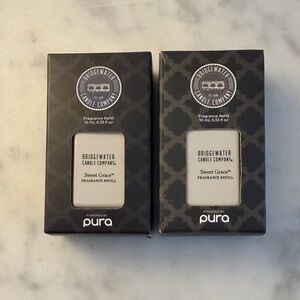 BRIDGEWATER
CANDLE COMPANY
Fragrance Refill
10 mL 0.33 fl oz
BRIDGEWATER
CANDLE COMPANY®
Sweet Grace™
FRAGRANCE REFILL
POWERED BY
pura
BRIDGEWATER
CANDLE COMPANY
Fragrance Refill
10 mL 0.33 fl oz
BRIDGEWATER
CANDLE COMPANY®
Sweet Grace™
FRAGRANCE REFILL
POWERED BY
pura